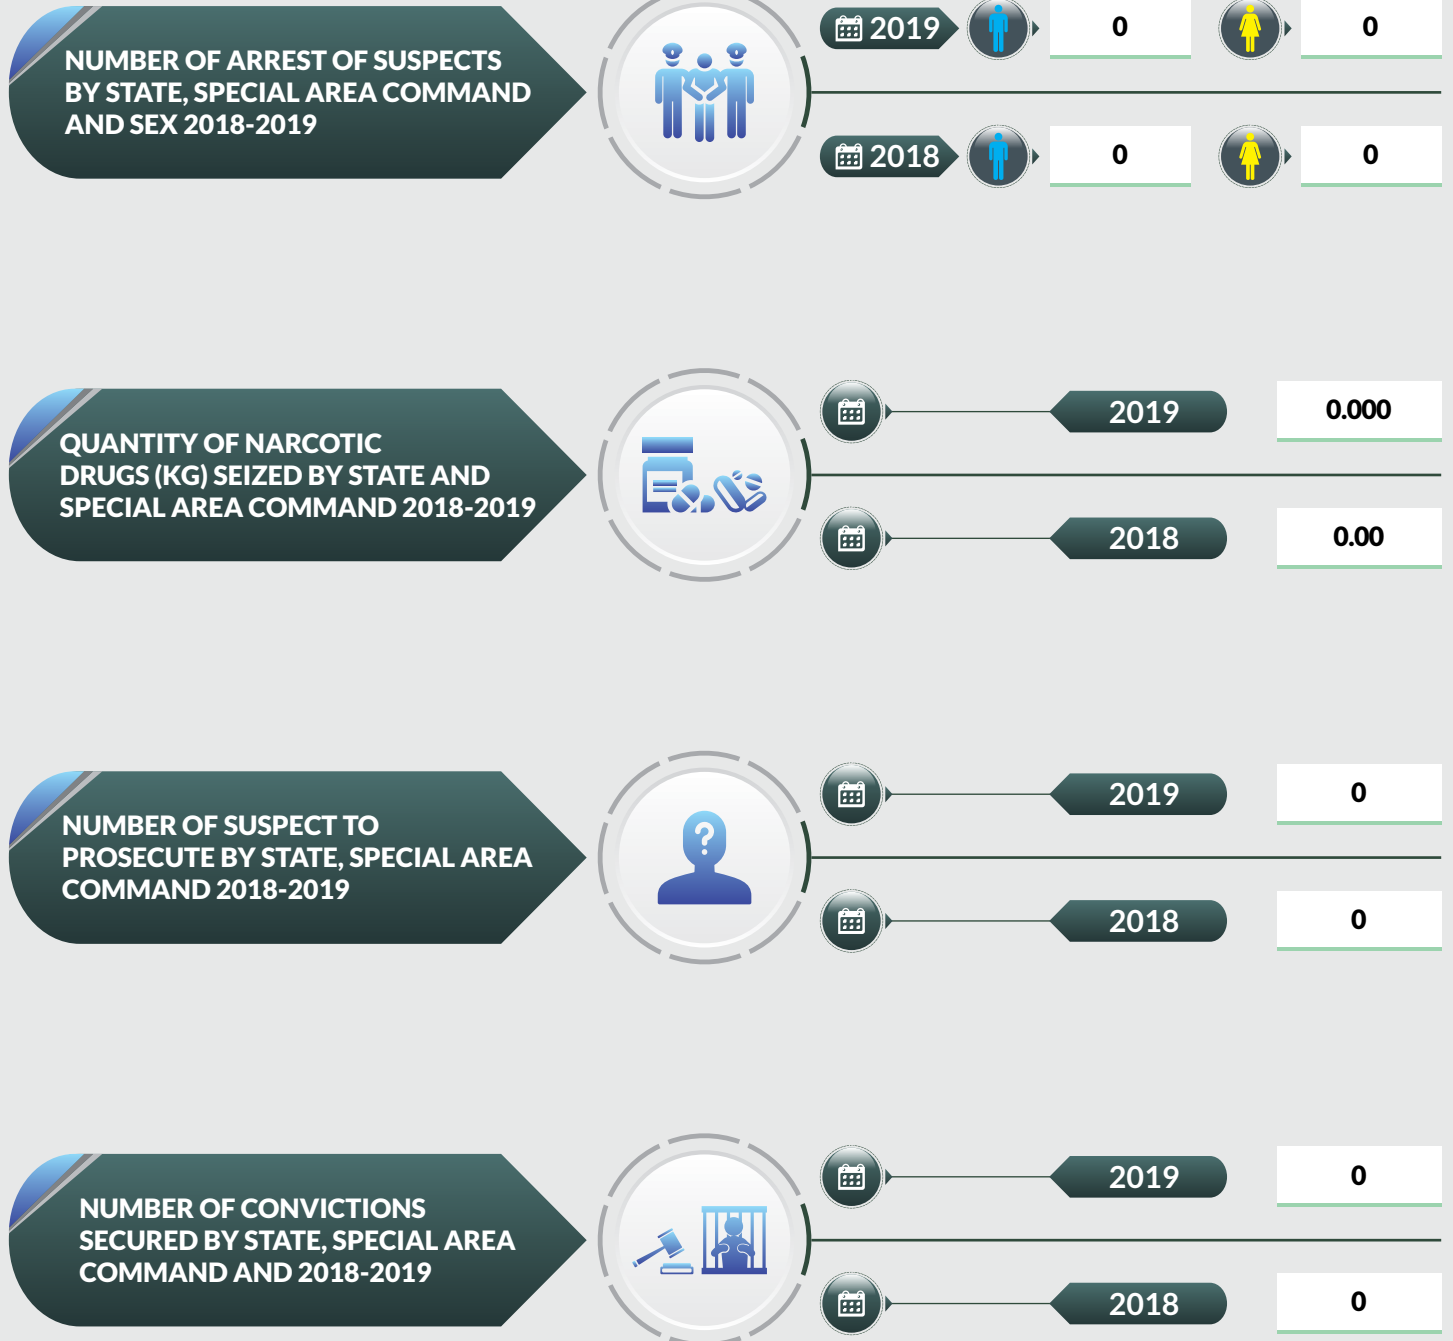 NUMBER OF ARREST OF SUSPECTS
BY STATE, SPECIAL AREA COMMAND
AND SEX 2018-2019
2019 0 0
2018 0 0
QUANTITY OF NARCOTIC
DRUGS (KG) SEIZED BY STATE AND
SPECIAL AREA COMMAND 2018-2019
2019 0.000
2018 0.00
NUMBER OF SUSPECT TO
PROSECUTE BY STATE, SPECIAL AREA
COMMAND 2018-2019
?
2019 0
2018 0
NUMBER OF CONVICTIONS
SECURED BY STATE, SPECIAL AREA
COMMAND AND 2018-2019
2019 0
2018 0